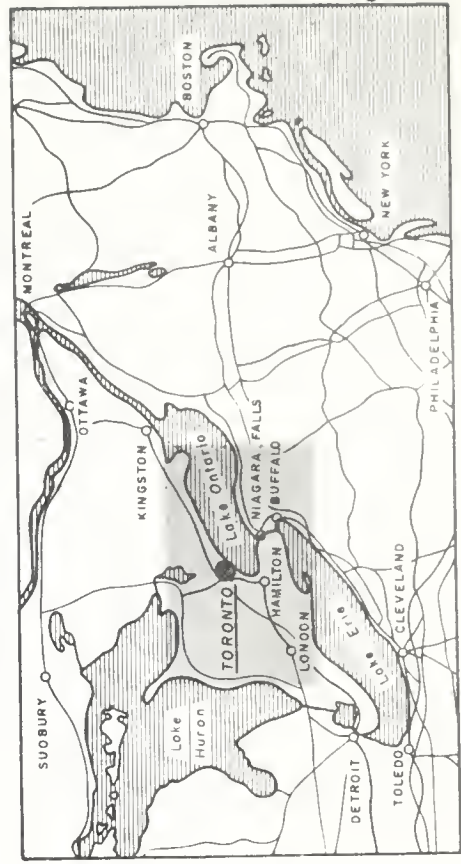 MONTREAL
BOSTON
OTTAWA
ALBANY
KINGSTON
SUOBURY
Lake Ontario
NEW YORK
NIAGARA FALLS
BUFFALO
TORONTO
HAMILTON
LONDON
Lake
Huron
PHILADELPHIA
Lake Erie
CLEVELAND
DETROIT
TOLEDO